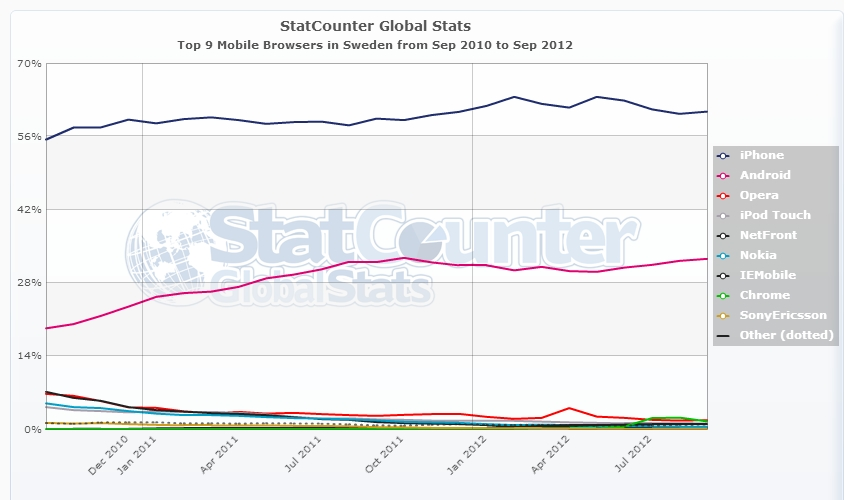 StatCounter Global Stats
Top 9 Mobile Browsers in Sweden from Sep 2010 to Sep 2012
70%
56%
42%
28%
14%
0%
StatCounter
GlobalStats
Dec 2010
Jan 2011
Apr 2011
Jul 2011
Oct 2011
Jan 2012
Apr 2012
Jul 2012
iPhone
Android
Opera
iPod Touch
NetFront
Nokia
IEMobile
Chrome
SonyEricsson
Other (dotted)